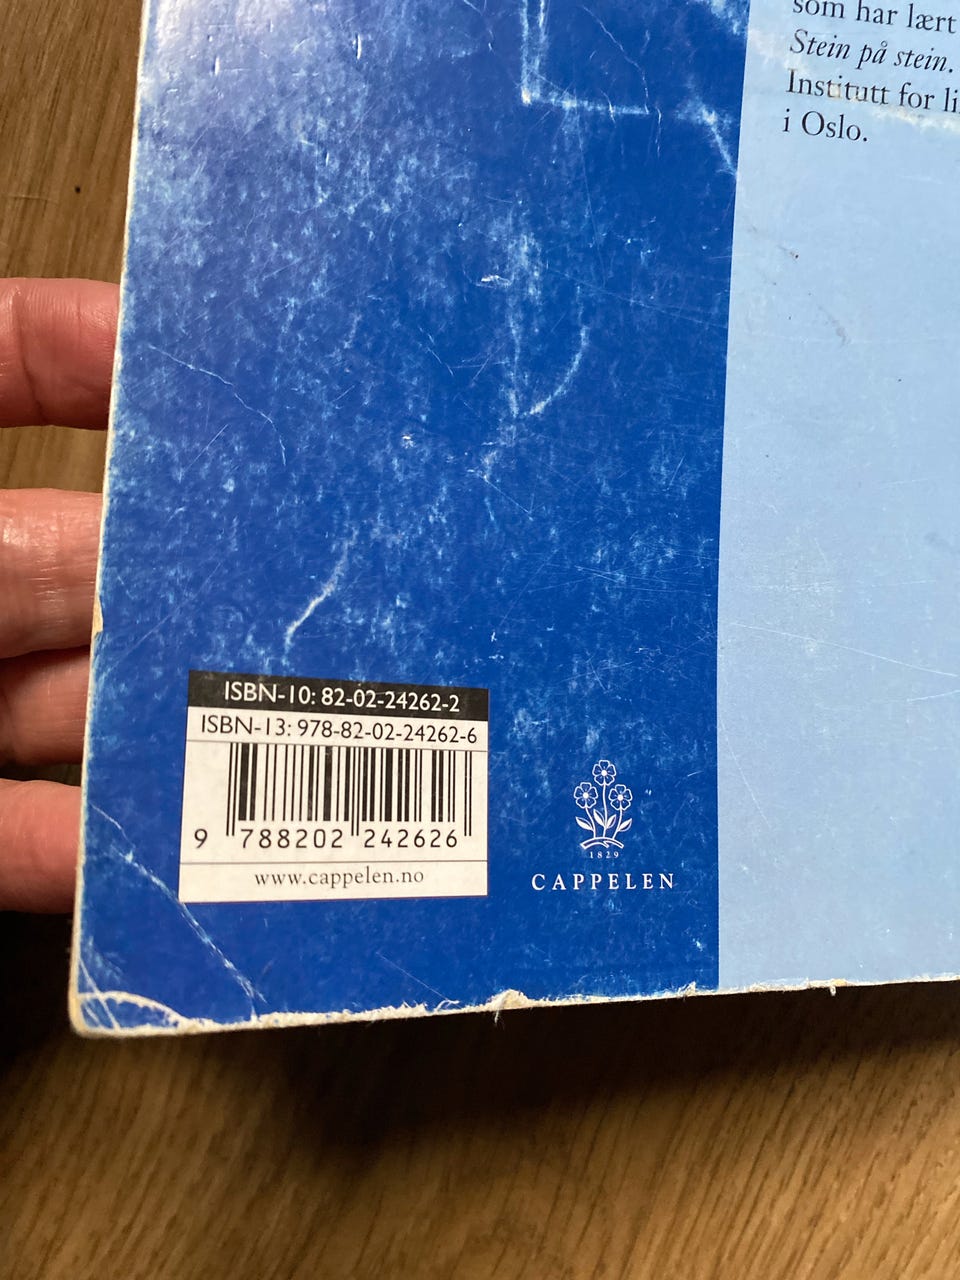 som har lært
Stein på stein.
Institutt for li
i Oslo.
ISBN-10: 82-02-24262-2
ISBN-13: 978-82-02-24262-6
9 788202 242626
www.cappelen.no
1829
CAPPELEN